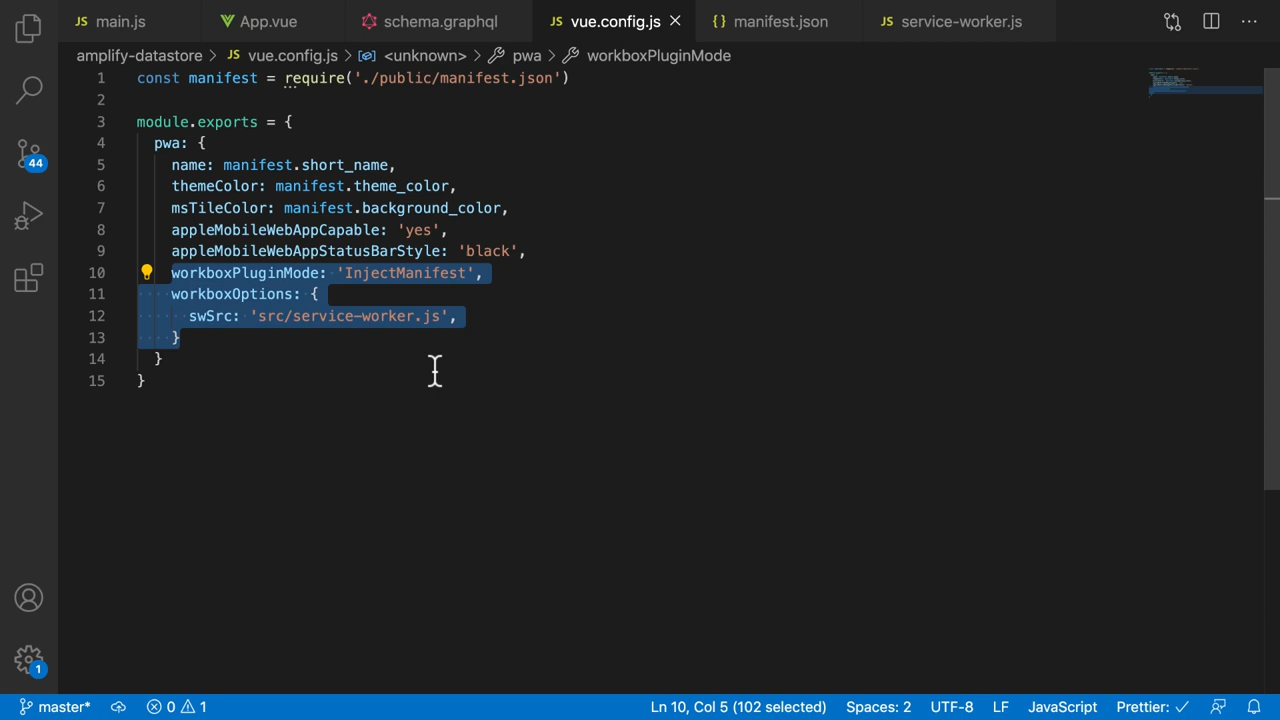 JS main.js App.vue schema.graphql JS vue.config.js {} manifest.json JS service-worker.js
amplify-datastore > JS vue.config.js > <unknown> > pwa > workboxPluginMode
1 const manifest = require('./public/manifest.json')
2
3 module.exports = {
4 pwa: {
5 name: manifest.short_name,
6 themeColor: manifest.theme_color,
7 msTileColor: manifest.background_color,
8 appleMobileWebAppCapable: 'yes',
9 appleMobileWebAppStatusBarStyle: 'black',
10 workboxPluginMode: 'InjectManifest',
11 workboxOptions: {
12 swSrc: 'src/service-worker.js',
13 }
14 }
15 }
44
1
master* 0 1 Ln 10, Col 5 (102 selected) Spaces: 2 UTF-8 LF JavaScript Prettier: ✓